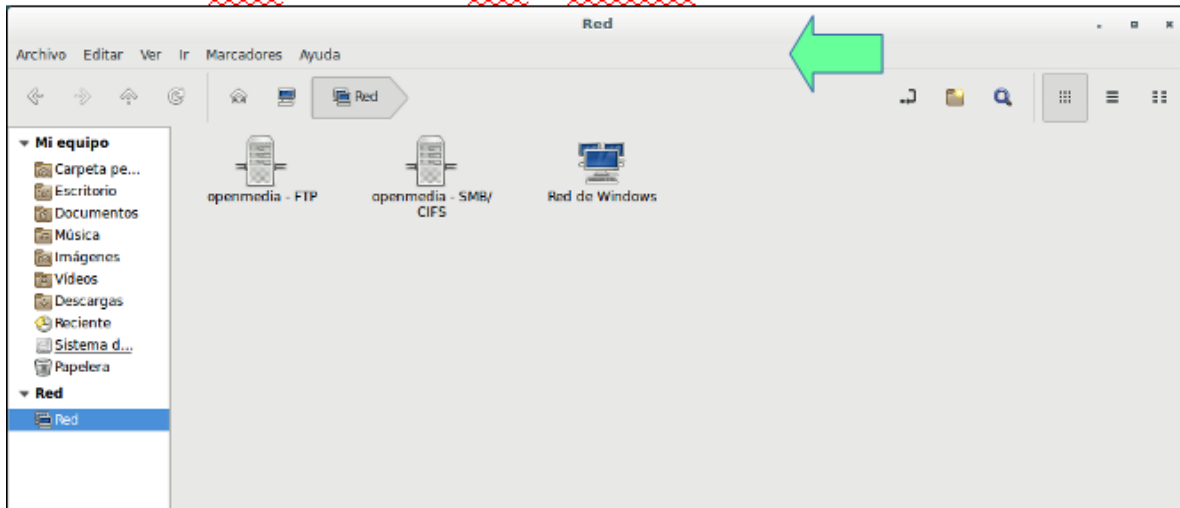 Red
Archivo Editar Ver Ir Marcadores Ayuda
Red
Mi equipo
Carpeta pe...
Escritorio
Documentos
Música
Imágenes
Vídeos
Descargas
Reciente
Sistema d...
Papelera
Red
Red
openmedia - FTP
openmedia - SMB/
CIFS
Red de Windows